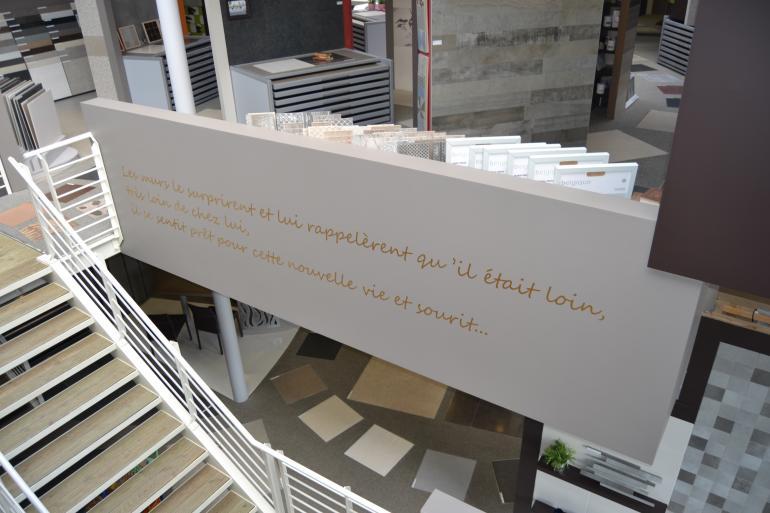 Les murs le surprirent et lui rappelèrent qu'il était loin,
très loin de chez lui,
il se sentit prêt pour cette nouvelle vie et sourit...
belgique